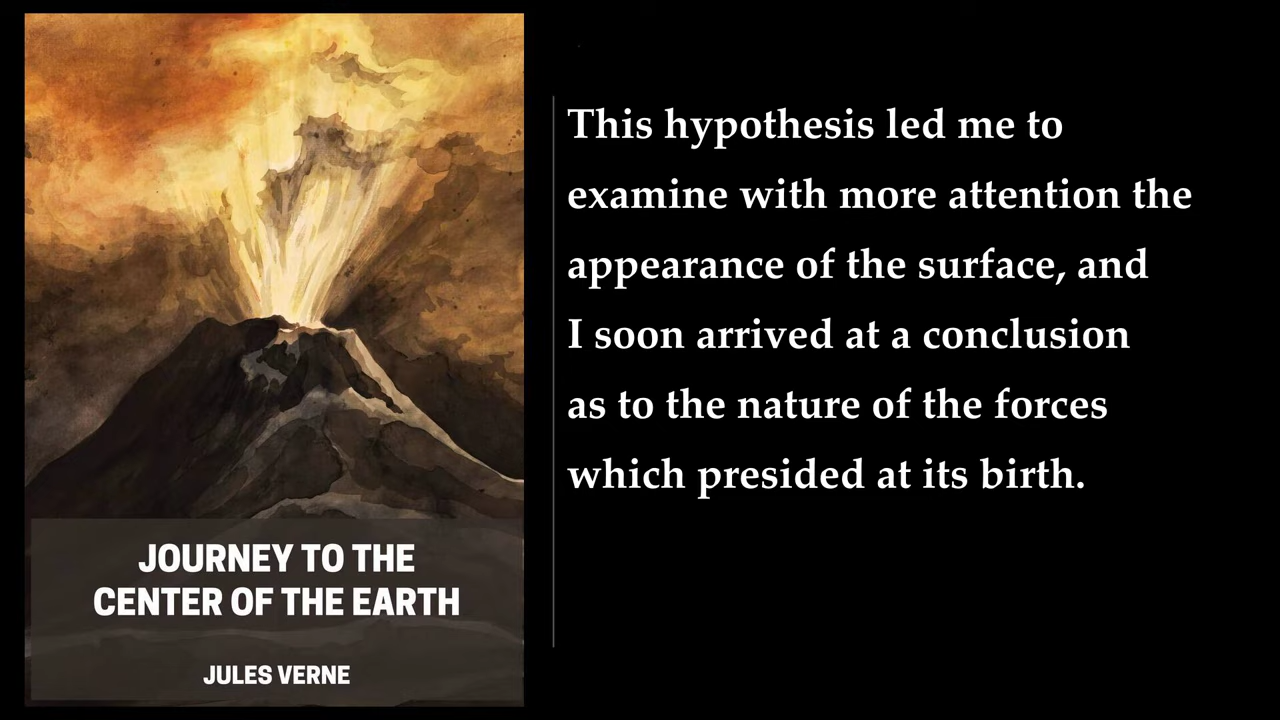 JOURNEY TO THE
CENTER OF THE EARTH
JULES VERNE
This hypothesis led me to
examine with more attention the
appearance of the surface, and
I soon arrived at a conclusion
as to the nature of the forces
which presided at its birth.